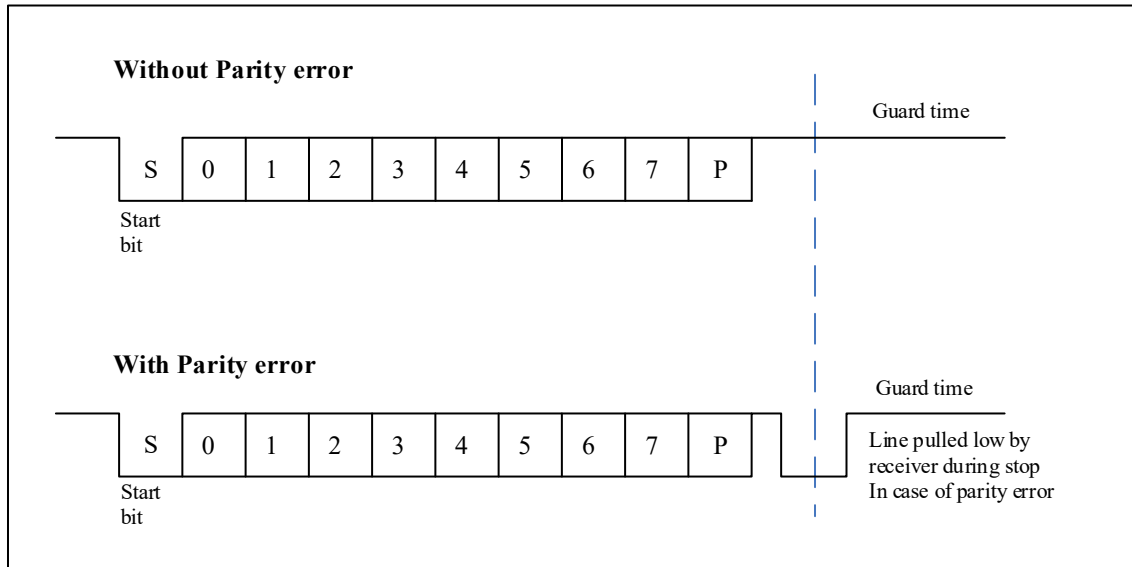 Without Parity error
Guard time
S 0 1 2 3 4 5 6 7 P
Start
bit
With Parity error
Guard time
S 0 1 2 3 4 5 6 7 P
Line pulled low by
receiver during stop
In case of parity error
Start
bit